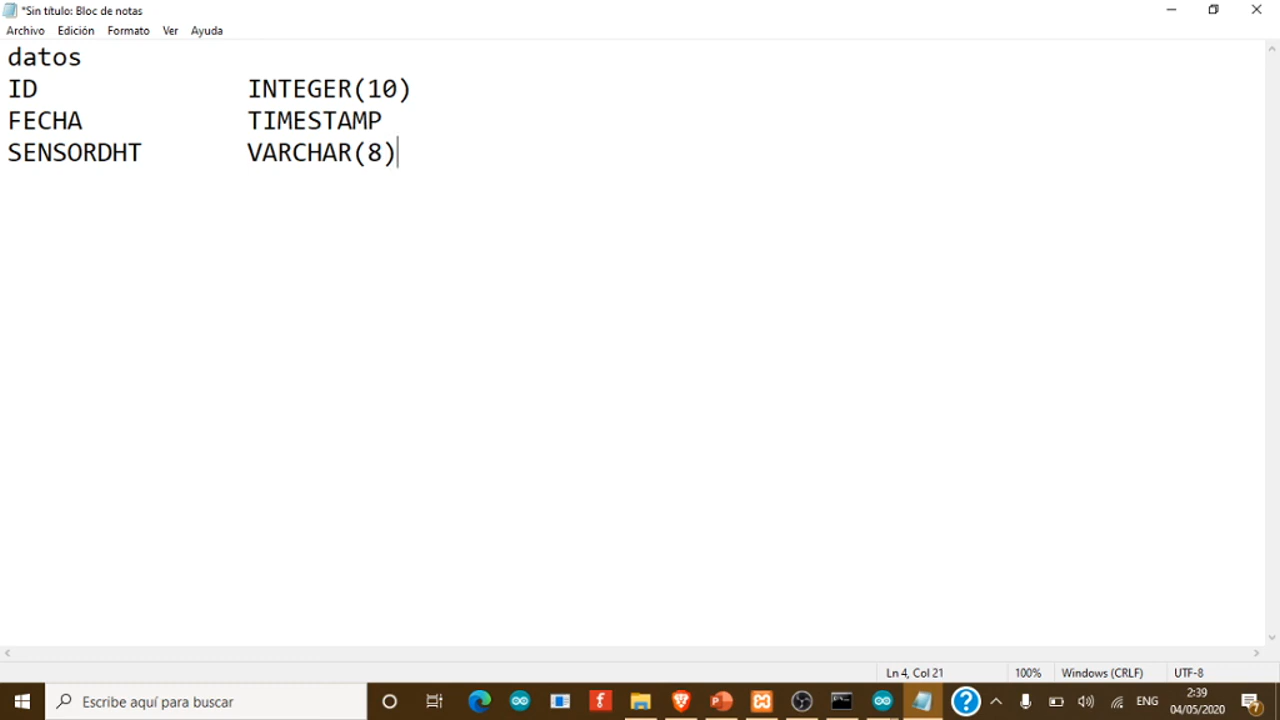 *Sin título: Bloc de notas
Archivo Edición Formato Ver Ayuda
datos
ID INTEGER(10)
FECHA TIMESTAMP
SENSORDHT VARCHAR(8)
Ln 4, Col 21 100% Windows (CRLF) UTF-8
Escribe aquí para buscar
ENG
2:39
04/05/2020
7